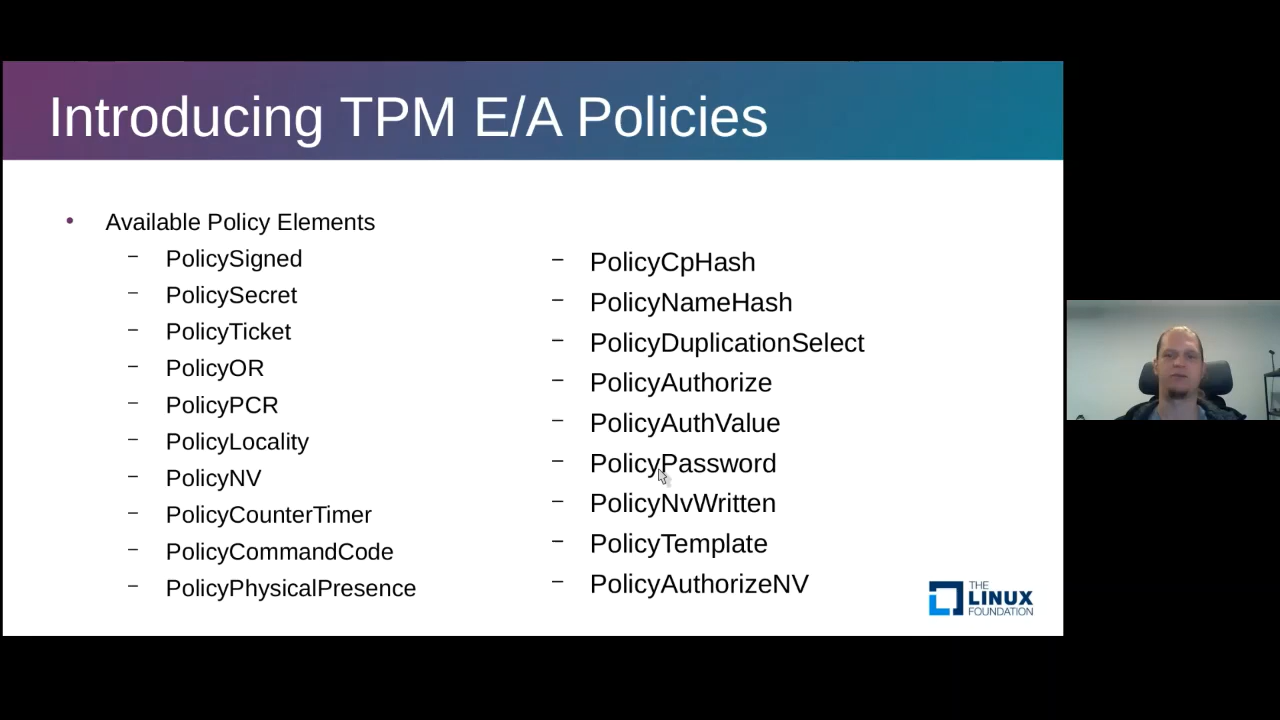 Introducing TPM E/A Policies
Available Policy Elements
PolicySigned
PolicySecret
PolicyTicket
PolicyOR
PolicyPCR
PolicyLocality
PolicyNV
PolicyCounterTimer
PolicyCommandCode
PolicyPhysicalPresence
PolicyCpHash
PolicyNameHash
PolicyDuplicationSelect
PolicyAuthorize
PolicyAuthValue
PolicyPassword
PolicyNvWritten
PolicyTemplate
PolicyAuthorizeNV
THE
LINUX
FOUNDATION